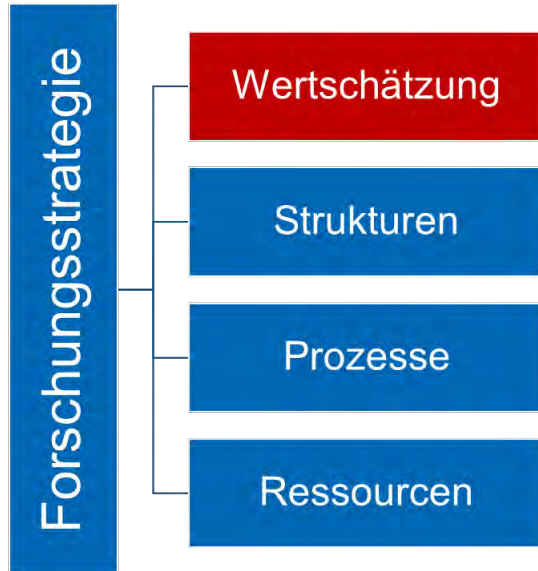 Forschungsstrategie
Wertschätzung
Strukturen
Prozesse
Ressourcen